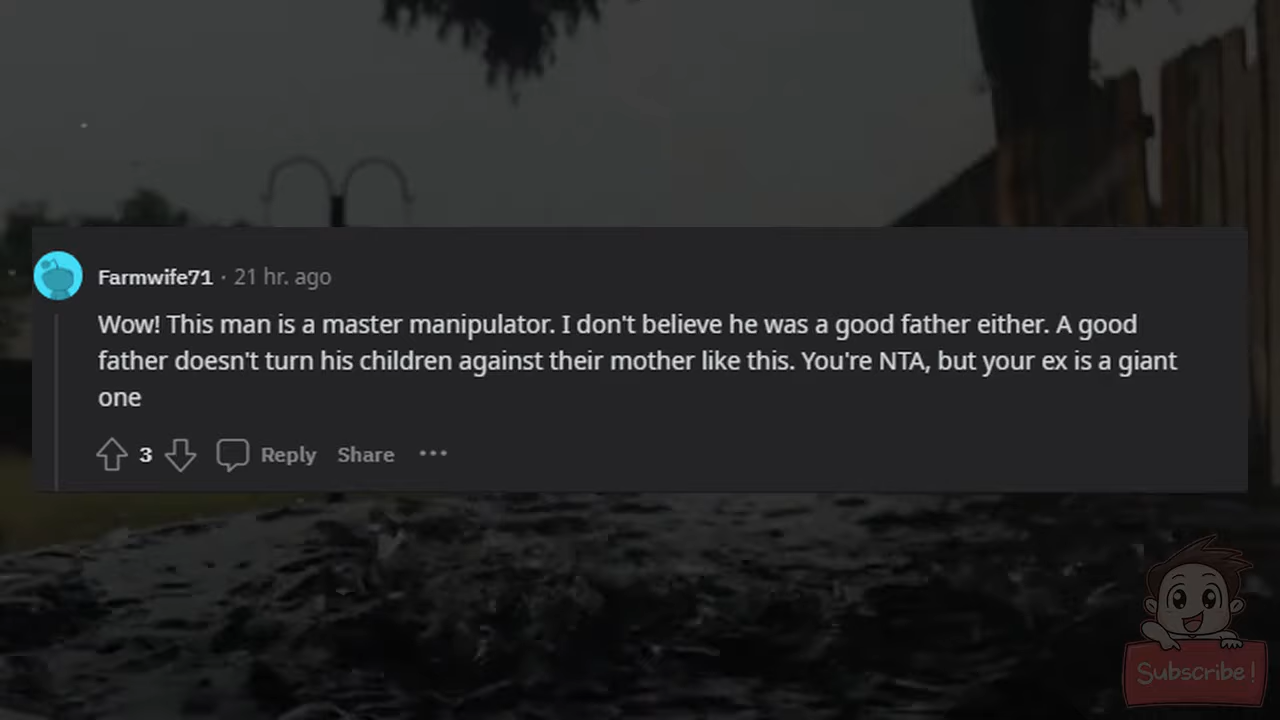 Farmwife71 · 21 hr. ago
Wow! This man is a master manipulator. I don't believe he was a good father either. A good
father doesn't turn his children against their mother like this. You're NTA, but your ex is a giant
one
3 Reply Share ...
Subscribe!